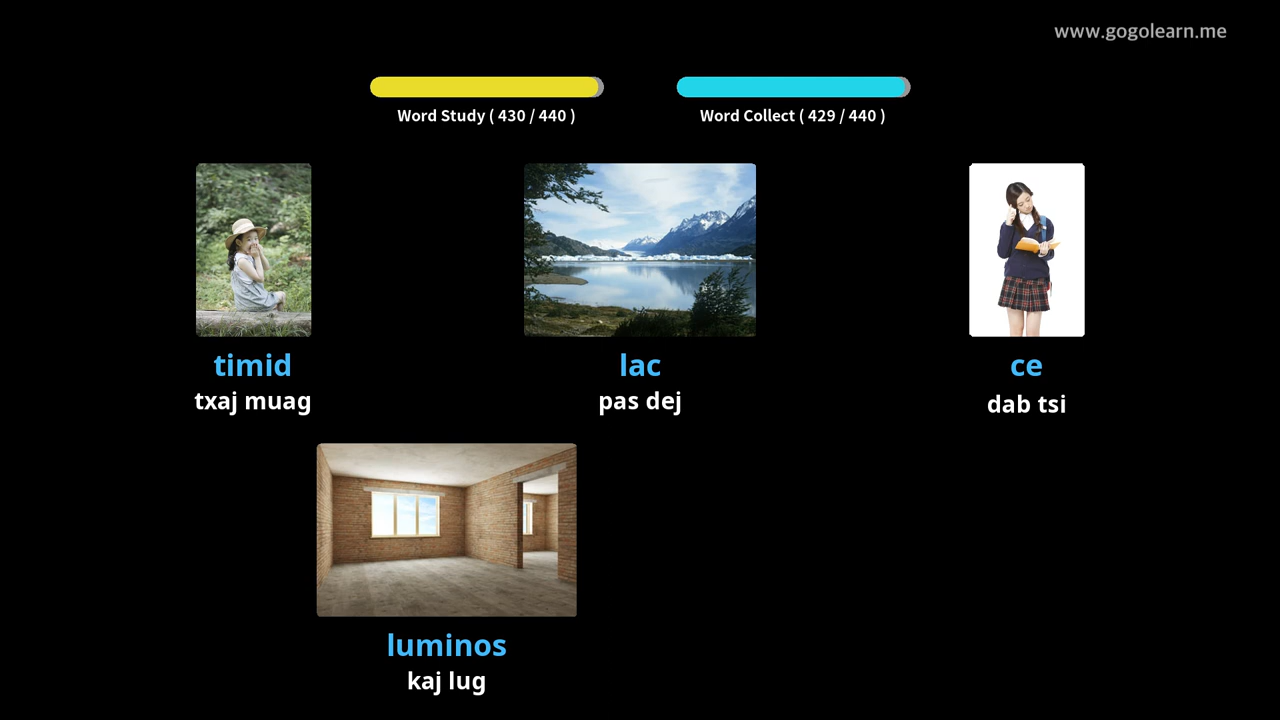 www.gogolearn.me
Word Study ( 430 / 440 )
Word Collect ( 429 / 440 )
timid
txaj muag
lac
pas dej
ce
dab tsi
luminos
kaj lug